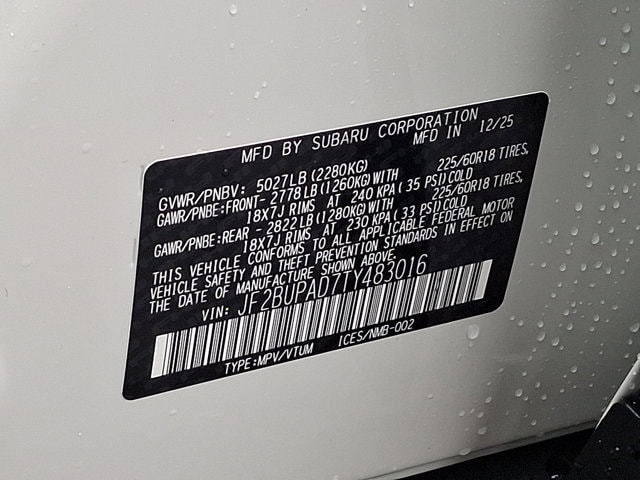 MFD BY SUBARU CORPORATION
MFD IN 12/25
GVWR/PNBV: 5027LB(2280KG)
GAWR/PNBE:FRONT- 2778LB(1260KG)WITH 225/60R18 TIRES,
18X7J RIMS AT 240 KPA(35 PSI)COLD
GAWR/PNBE:REAR - 2822LB(1280KG)WITH 225/60R18 TIRES,
18X7J RIMS AT 230 KPA(33 PSI)COLD
THIS VEHICLE CONFORMS TO ALL APPLICABLE FEDERAL MOTOR
VEHICLE SAFETY AND THEFT PREVENTION STANDARDS IN EFFECT ON
THE DATE OF MANUFACTURE SHOWN ABOVE.
VIN: JF2BUPAD7TY483016
TYPE:MPV/VTUM ICES/NMB-002